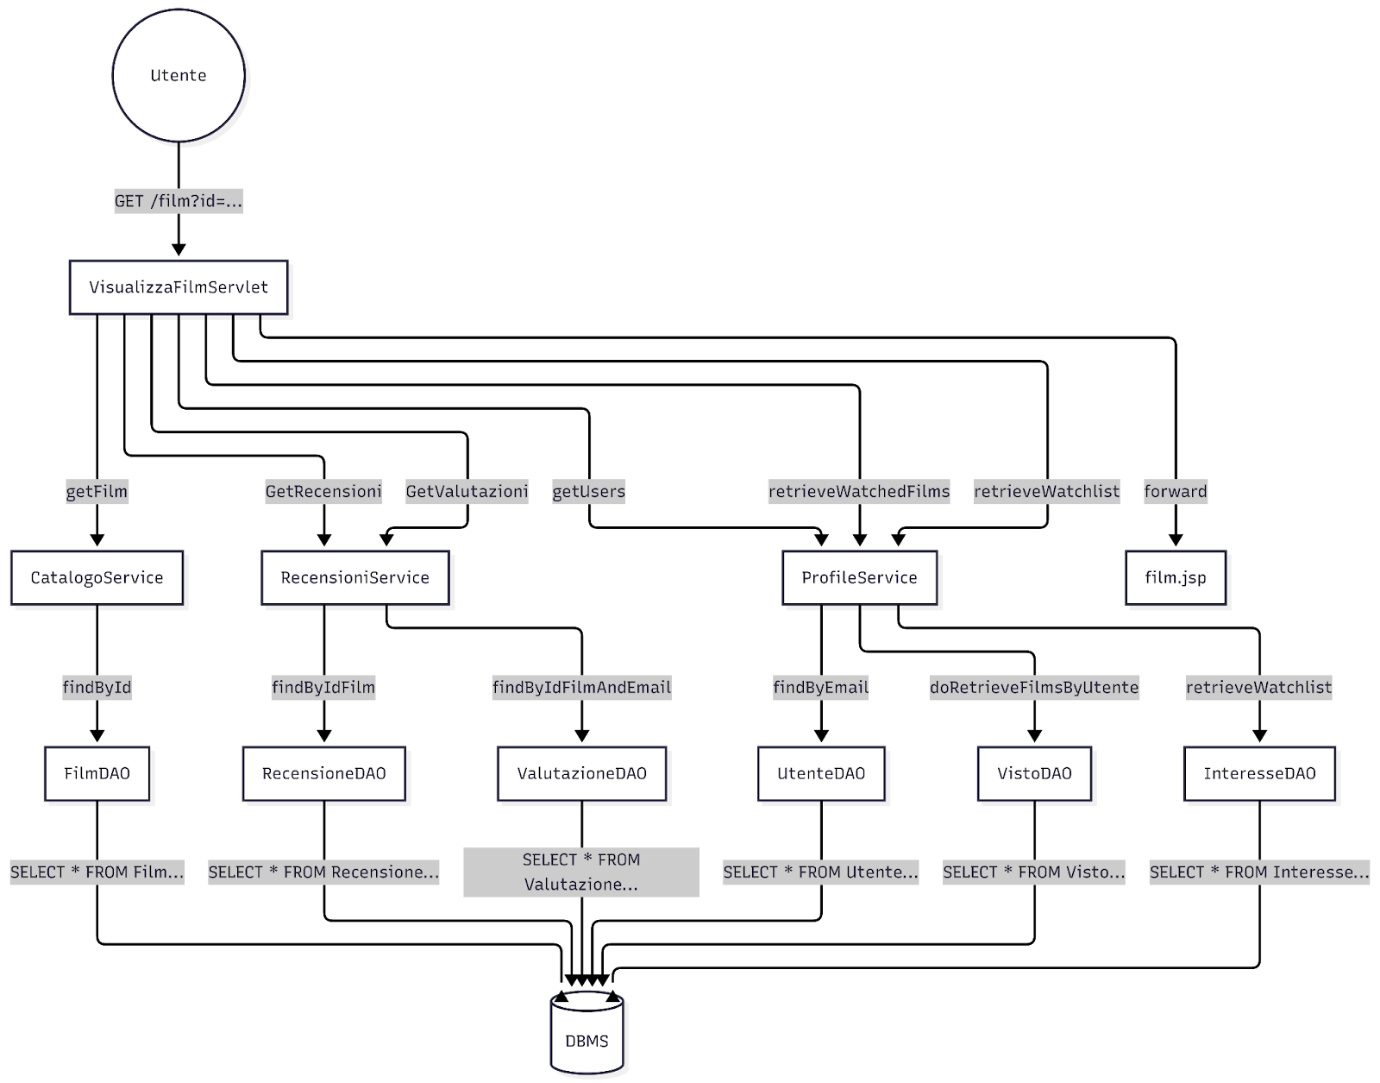 Utente
GET /film?id=...
VisualizzaFilmServlet
getFilm
GetRecensioni
GetValutazioni
getUsers
retrieveWatchedFilms
retrieveWatchlist
forward
CatalogoService
RecensioniService
ProfileService
film.jsp
findById
findByIdFilm
findByIdFilmAndEmail
findByEmail
doRetrieveFilmsByUtente
retrieveWatchlist
FilmDAO
RecensioneDAO
ValutazioneDAO
UtenteDAO
VistoDAO
InteresseDAO
SELECT * FROM Film...
SELECT * FROM Recensione...
SELECT * FROM
Valutazione...
SELECT * FROM Utente...
SELECT * FROM Visto...
SELECT * FROM Interesse...
DBMS